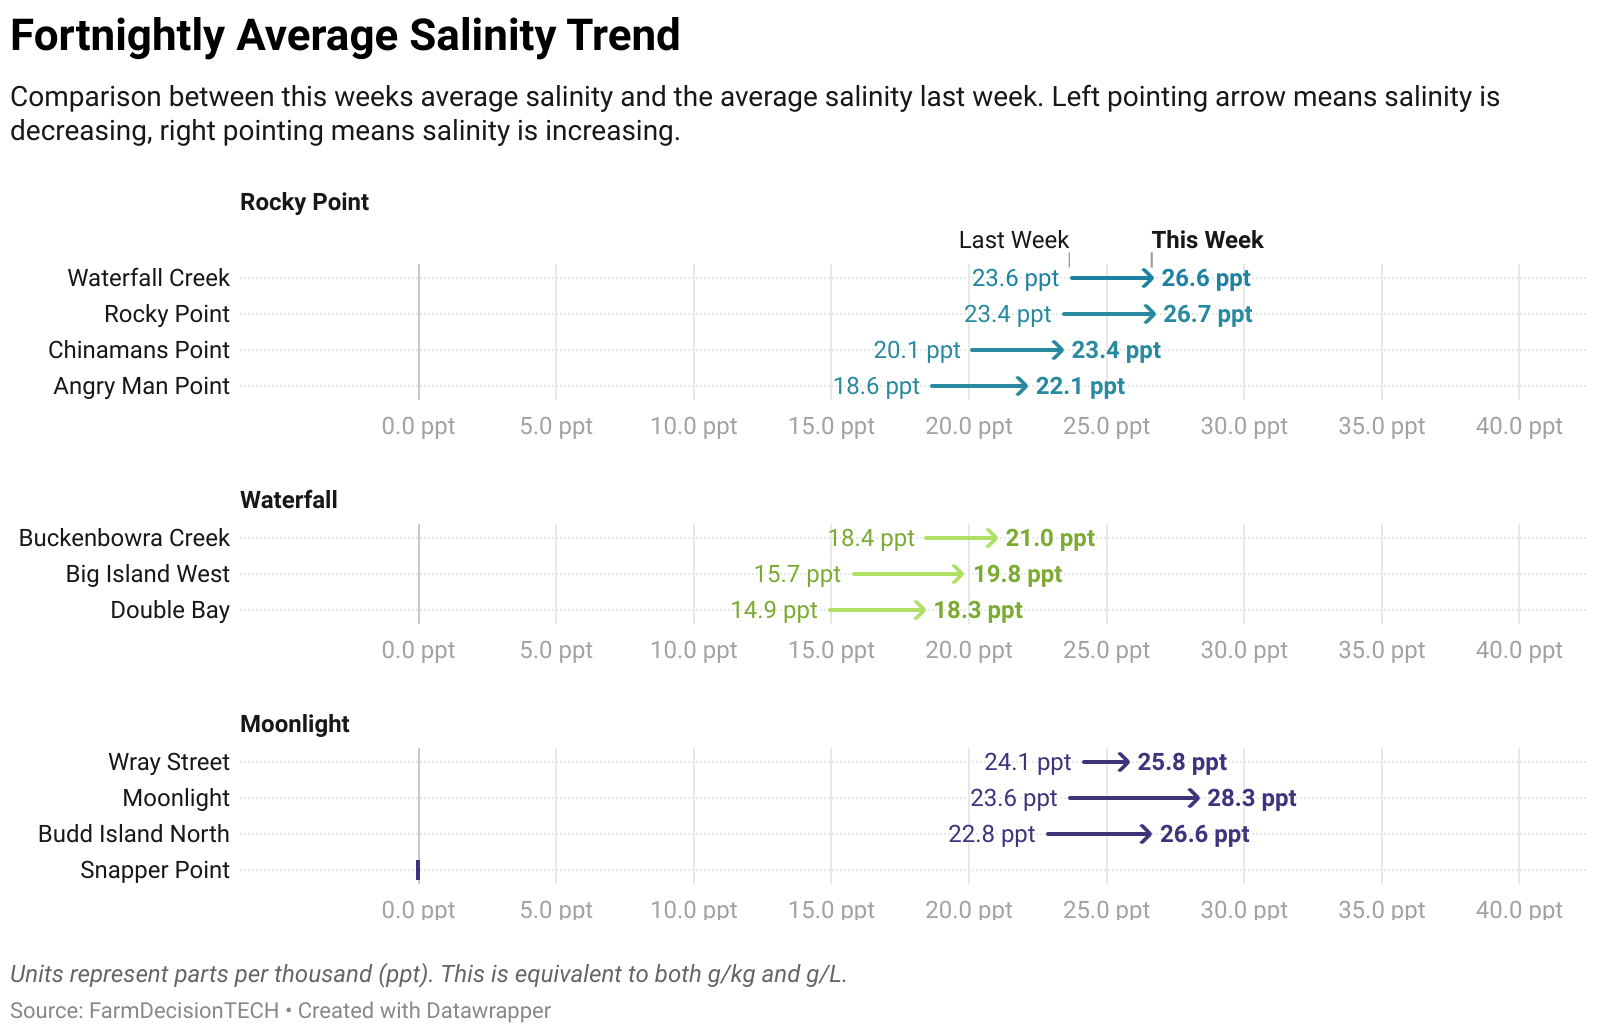 Fortnightly Average Salinity Trend
Comparison between this weeks average salinity and the average salinity last week. Left pointing arrow means salinity is
decreasing, right pointing means salinity is increasing.
Rocky Point
Last Week This Week
Waterfall Creek 23.6 ppt 26.6 ppt
Rocky Point 23.4 ppt 26.7 ppt
Chinamans Point 20.1 ppt 23.4 ppt
Angry Man Point 18.6 ppt 22.1 ppt
0.0 ppt 5.0 ppt 10.0 ppt 15.0 ppt 20.0 ppt 25.0 ppt 30.0 ppt 35.0 ppt 40.0 ppt
Waterfall
Buckenbowra Creek 18.4 ppt 21.0 ppt
Big Island West 15.7 ppt 19.8 ppt
Double Bay 14.9 ppt 18.3 ppt
0.0 ppt 5.0 ppt 10.0 ppt 15.0 ppt 20.0 ppt 25.0 ppt 30.0 ppt 35.0 ppt 40.0 ppt
Moonlight
Wray Street 24.1 ppt 25.8 ppt
Moonlight 23.6 ppt 28.3 ppt
Budd Island North 22.8 ppt 26.6 ppt
Snapper Point
0.0 ppt 5.0 ppt 10.0 ppt 15.0 ppt 20.0 ppt 25.0 ppt 30.0 ppt 35.0 ppt 40.0 ppt
Units represent parts per thousand (ppt). This is equivalent to both g/kg and g/L.
Source: FarmDecisionTECH • Created with Datawrapper